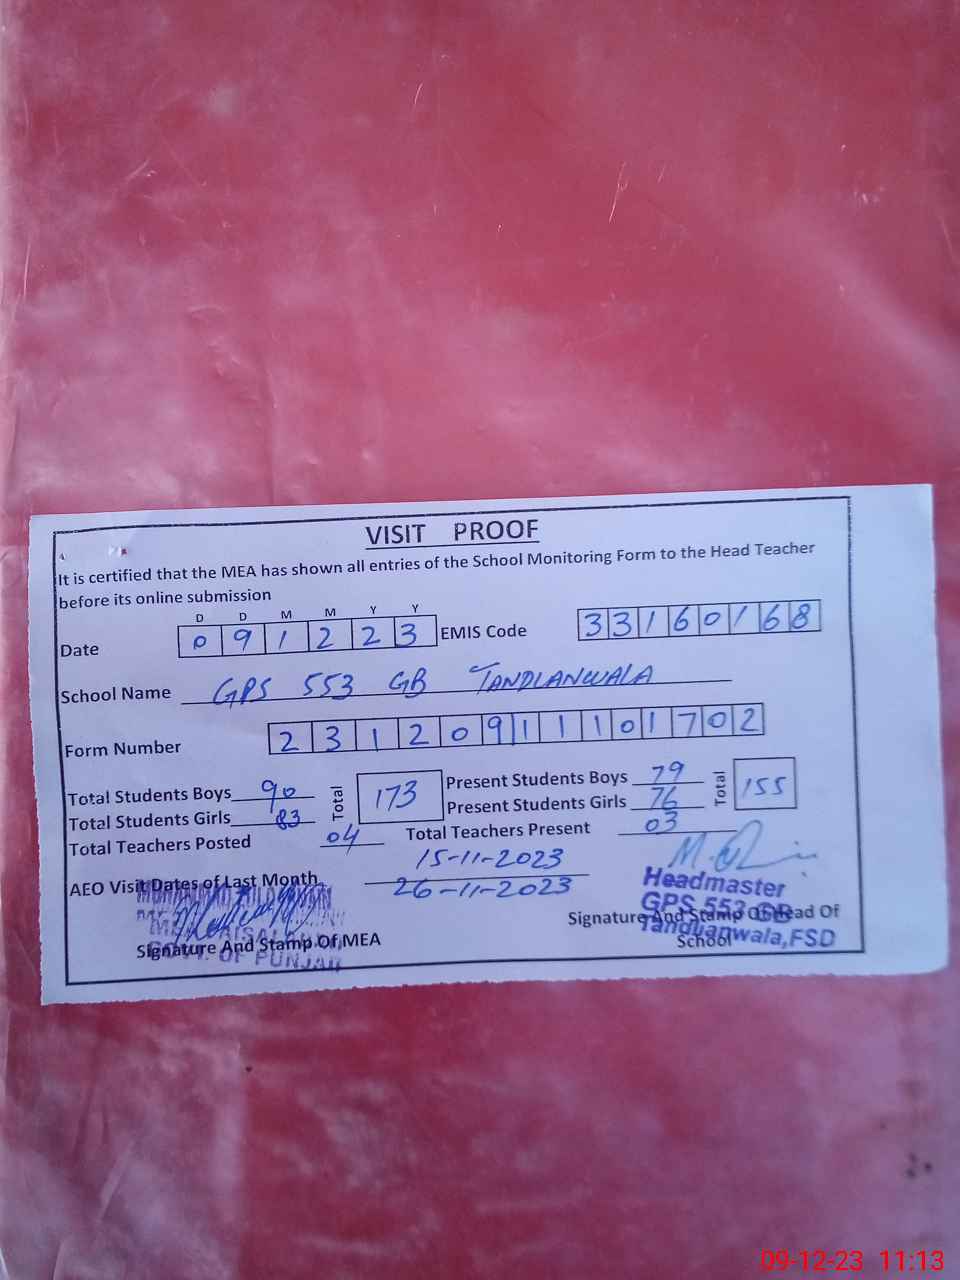 VISIT PROOF
It is certified that the MEA has shown all entries of the School Monitoring Form to the Head Teacher
before its online submission
D D M M Y Y
Date 0 9 1 2 2 3 EMIS Code 3 3 1 6 0 1 6 8
School Name GPS 553 GB TANDLANWALA
Form Number 2 3 1 2 0 9 1 1 1 0 1 7 0 2
Total Students Boys 90 Total 173 Present Students Boys 79 Total 155
Total Students Girls 83 Present Students Girls 76
Total Teachers Posted 04 Total Teachers Present 03
15-11-2023
AEO Visit Dates of Last Month 26-11-2023
Headmaster
GPS 553 GB
Tandlianwala, FSD
Signature And Stamp Of Head Of
School
Signature And Stamp Of MEA
GOVT. OF PUNJAB
09-12-23 11:13